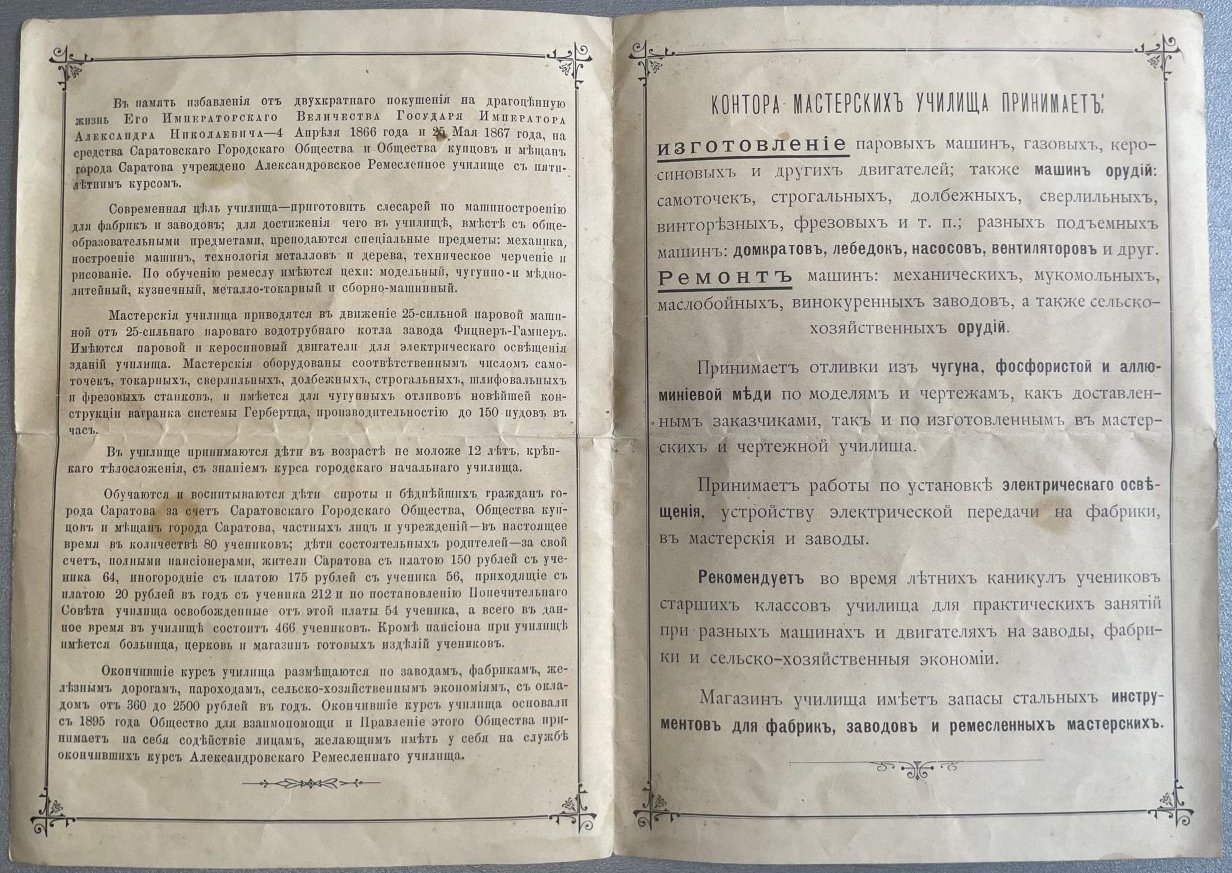 Въ память избавленія отъ двухкратнаго покушенія на драгоцѣнную
жизнь Его Императорскаго Величества Государя Императора
Александра Николаевича—4 Апрѣля 1866 года и 25 Мая 1867 года, на
средства Саратовскаго Городскаго Общества и Общества купцовъ и мѣщанъ
города Саратова учреждено Александровское Ремесленное училище съ пяти-
лѣтнимъ курсомъ.
Современная цѣль училища—приготовить слесарей по машиностроенію
для фабрикъ и заводовъ; для достиженія чего въ училищѣ, вмѣстѣ съ обще-
образовательными предметами, преподаются спеціальные предметы: механика,
построеніе машинъ, технологія металловъ и дерева, техническое черченіе и
рисованіе. По обученію ремеслу имѣются цехи: модельный, чугунно-и мѣдно-
литейный, кузнечный, металло-токарный и сборно-машинный.
Мастерскія училища приводятся въ движеніе 25-сильной паровой маши-
ной отъ 25-сильнаго пароваго водотрубнаго котла завода Фицнеръ-Гамперъ.
Имѣются паровой и керосиновый двигатели для электрическаго освѣщенія
зданій училища. Мастерскія оборудованы соотвѣтственнымъ числомъ само-
точекъ, токарныхъ, сверлильныхъ, долбежныхъ, строгальныхъ, шлифовальныхъ
и фрезовыхъ станковъ, и имѣется для чугунныхъ отливовъ новѣйшей кон-
струкціи вагранка системы Гербертца, производительностію до 150 пудовъ въ
часъ.
Въ училище принимаются дѣти въ возрастѣ не моложе 12 лѣтъ, крѣп-
каго тѣлосложенія, съ знаніемъ курса городскаго начальнаго училища.
Обучаются и воспитываются дѣти сироты и бѣднѣйшихъ гражданъ го-
рода Саратова за счетъ Саратовскаго Городскаго Общества, Общества куп-
цовъ и мѣщанъ города Саратова, частныхъ лицъ и учрежденій—въ настоящее
время въ количествѣ 80 учениковъ; дѣти состоятельныхъ родителей—за свой
счетъ, полными пансіонерами, жители Саратова съ платою 150 рублей съ уче-
ника 64, иногородніе съ платою 175 рублей съ ученика 56, приходящіе съ
платою 20 рублей въ годъ съ ученика 212 и по постановленію Попечительнаго
Совѣта училища освобожденные отъ этой платы 54 ученика, а всего въ дан-
ное время въ училищѣ состоитъ 466 учениковъ. Кромѣ пансіона при училищѣ
имѣется больница, церковь и магазинъ готовыхъ издѣлій учениковъ.
Окончившіе курсъ училища размѣщаются по заводамъ, фабрикамъ, же-
лѣзнымъ дорогамъ, пароходамъ, сельско-хозяйственнымъ экономіямъ, съ окла-
домъ отъ 360 до 2500 рублей въ годъ. Окончившіе курсъ училища основали
съ 1895 года Общество для взаимопомощи и Правленіе этого Общества при-
нимаетъ на себя содѣйствіе лицамъ, желающимъ имѣть у себя на службѣ
окончившихъ курсъ Александровскаго Ремесленнаго училища.
КОНТОРА МАСТЕРСКИХЪ УЧИЛИЩА ПРИНИМАЕТЪ:
изготовленіе паровыхъ машинъ, газовыхъ, керо-
синовыхъ и другихъ двигателей; также машинъ орудій:
самоточекъ, строгальныхъ, долбежныхъ, сверлильныхъ,
винторѣзныхъ, фрезовыхъ и т. п.; разныхъ подъемныхъ
машинъ: домкратовъ, лебедокъ, насосовъ, вентиляторовъ и друг.
Ремонтъ машинъ: механическихъ, мукомольныхъ,
маслобойныхъ, винокуренныхъ заводовъ, а также сельско-
хозяйственныхъ орудій.
Принимаетъ отливки изъ чугуна, фосфористой и аллю-
миніевой мѣди по моделямъ и чертежамъ, какъ доставлен-
нымъ заказчиками, такъ и по изготовленнымъ въ мастер-
скихъ и чертежной училища.
Принимаетъ работы по установкѣ электрическаго освѣ-
щенія, устройству электрической передачи на фабрики,
въ мастерскія и заводы.
Рекомендуетъ во время лѣтнихъ каникулъ учениковъ
старшихъ классовъ училища для практическихъ занятій
при разныхъ машинахъ и двигателяхъ на заводы, фабри-
ки и сельско-хозяйственныя экономіи.
Магазинъ училища имѣетъ запасы стальныхъ инстру-
ментовъ для фабрикъ, заводовъ и ремесленныхъ мастерскихъ.